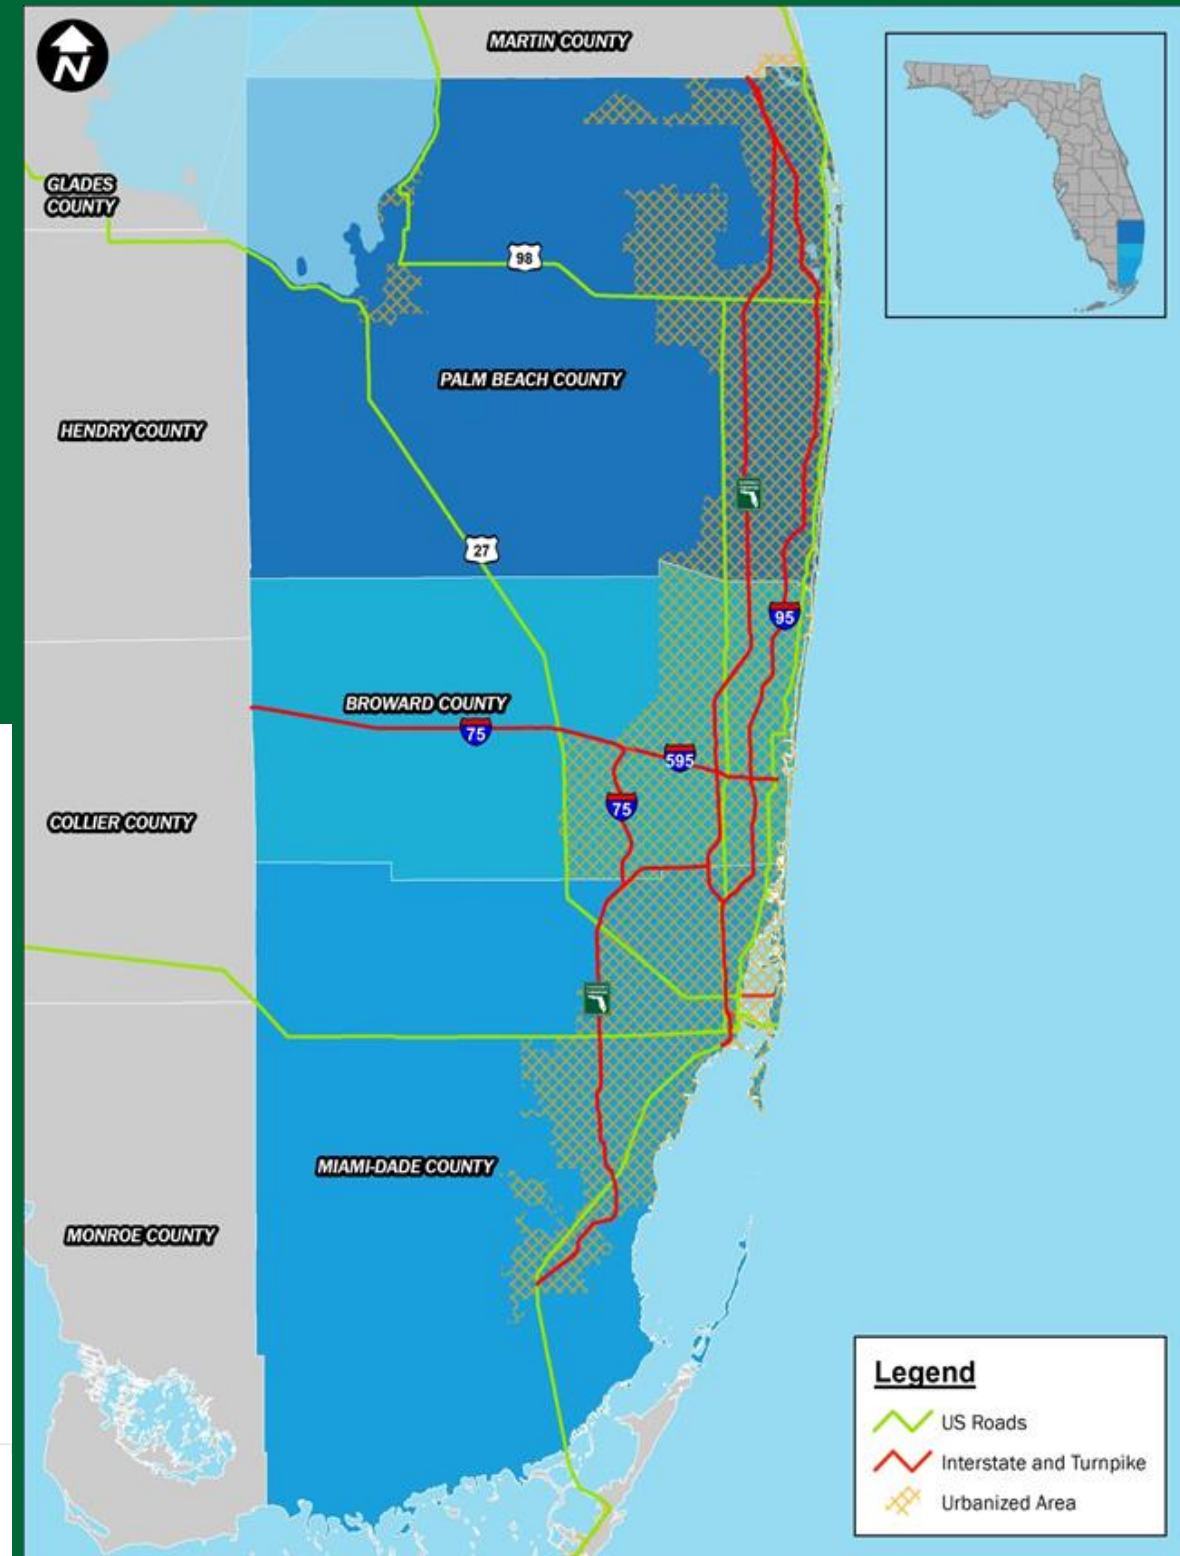 N
MARTIN COUNTY
GLADES
COUNTY
98
PALM BEACH COUNTY
HENDRY COUNTY
27
95
BROWARD COUNTY
75
595
75
COLLIER COUNTY
MIAMI-DADE COUNTY
MONROE COUNTY
Legend
US Roads
Interstate and Turnpike
Urbanized Area